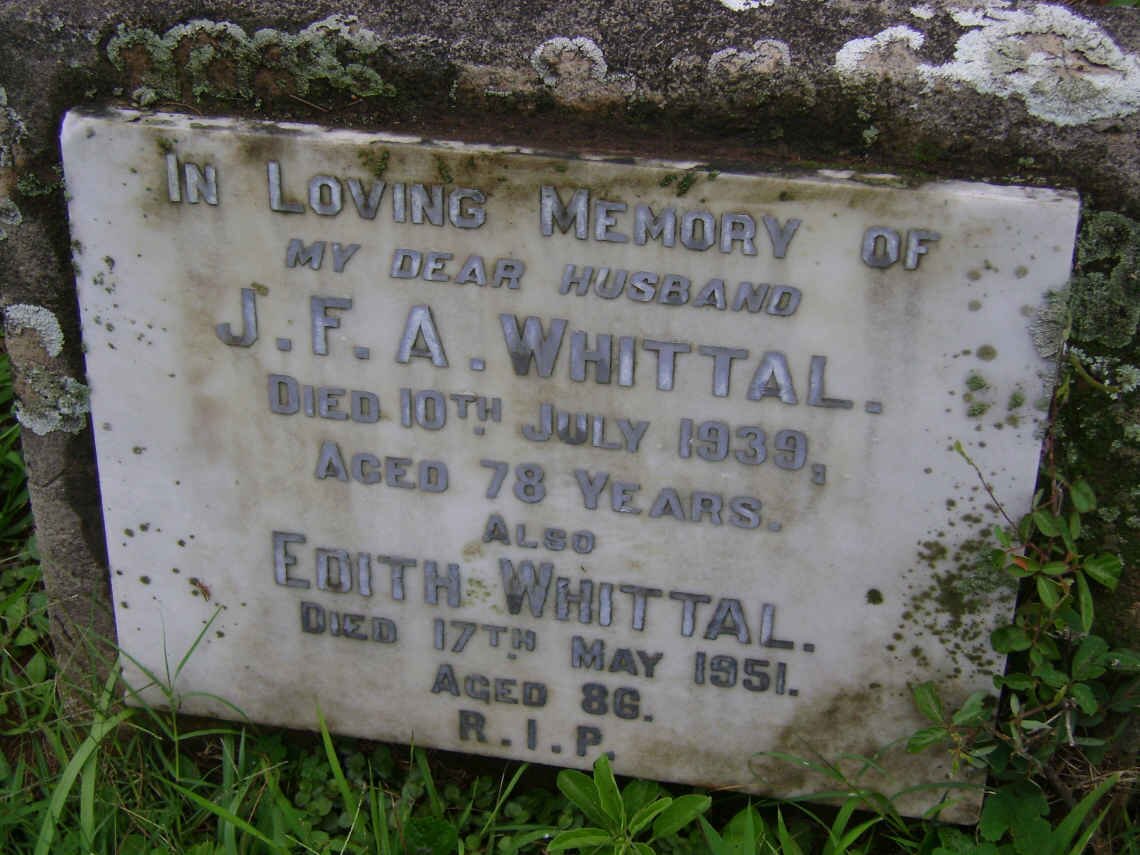 In Loving Memory of
my dear husband
J. F. A. Whittal.
Died 10th July 1939,
Aged 78 Years.
also
Edith Whittal.
Died 17th May 1951.
Aged 86.
R. I. P.